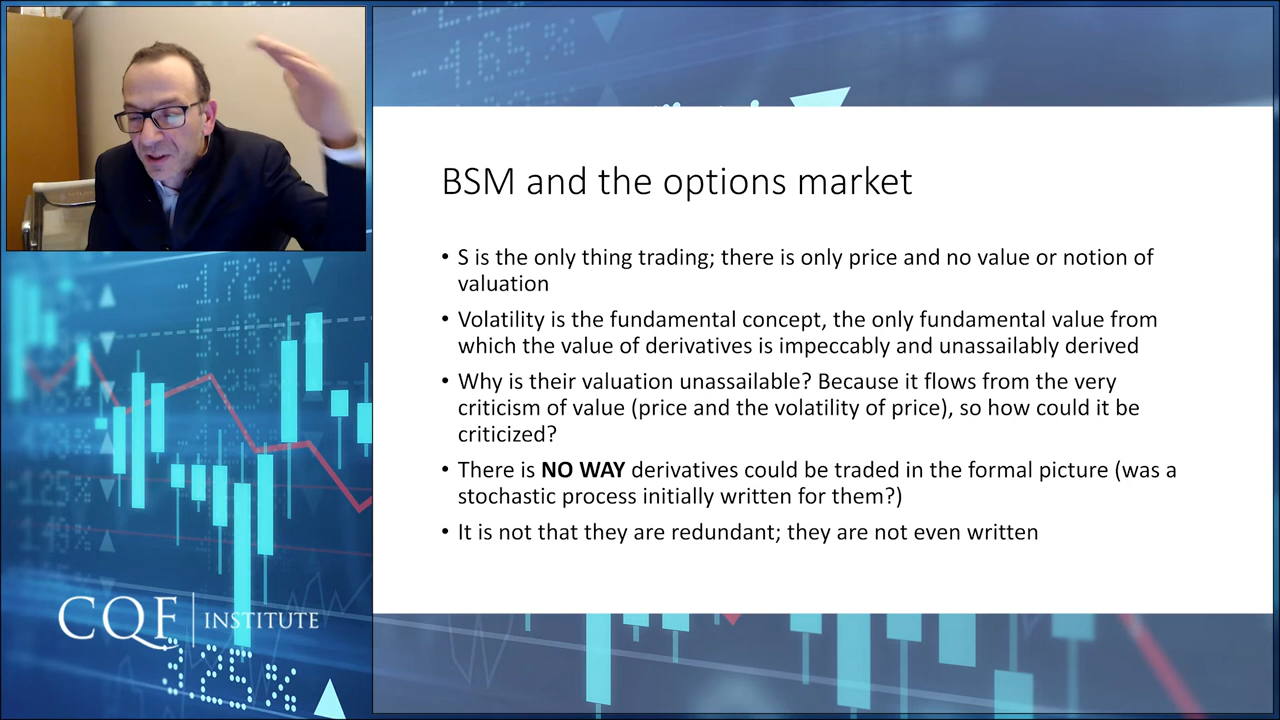 -4.65%
BSM and the options market
• S is the only thing trading; there is only price and no value or notion of
valuation
• Volatility is the fundamental concept, the only fundamental value from
which the value of derivatives is impeccably and unassailably derived
• Why is their valuation unassailable? Because it flows from the very
criticism of value (price and the volatility of price), so how could it be
criticized?
• There is NO WAY derivatives could be traded in the formal picture (was a
stochastic process initially written for them?)
• It is not that they are redundant; they are not even written
-1.72%
CQF INSTITUTE